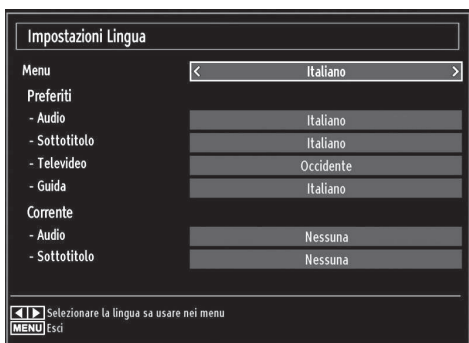 Impostazioni Lingua
Menu < Italiano >
Preferiti
- Audio Italiano
- Sottotitolo Italiano
- Televideo Occidente
- Guida Italiano
Corrente
- Audio Nessuna
- Sottotitolo Nessuna
Selezionare la lingua sa usare nei menu
MENU Esci